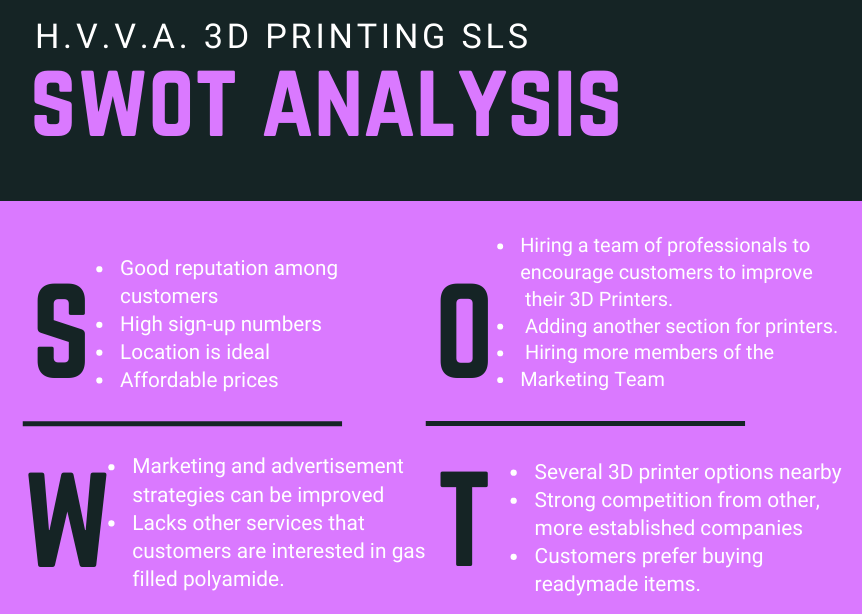 H.V.V.A. 3D PRINTING SLS
SWOT ANALYSIS
S
• Good reputation among
customers
• High sign-up numbers
• Location is ideal
• Affordable prices
O
• Hiring a team of professionals to
encourage customers to improve
their 3D Printers.
• Adding another section for printers.
• Hiring more members of the
• Marketing Team
W
• Marketing and advertisement
strategies can be improved
• Lacks other services that
customers are interested in gas
filled polyamide.
T
• Several 3D printer options nearby
• Strong competition from other,
more established companies
• Customers prefer buying
readymade items.